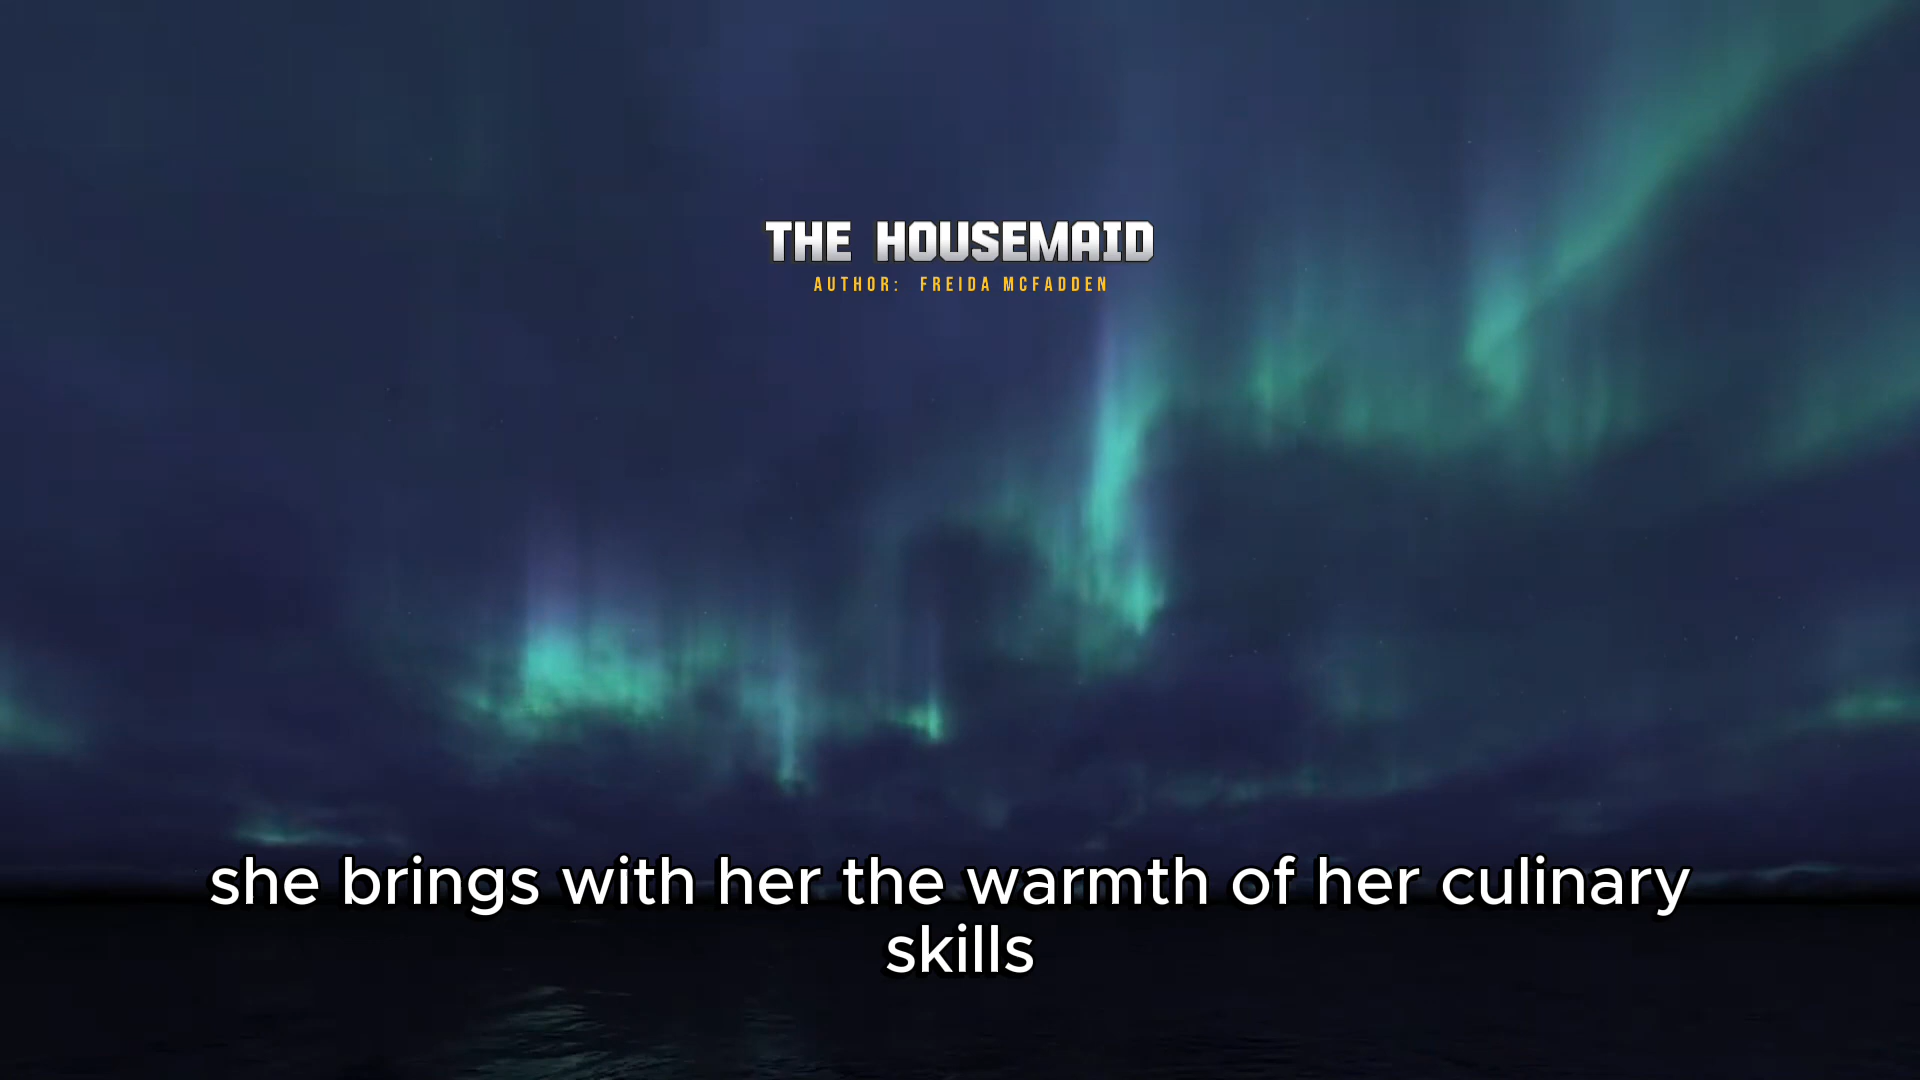 THE HOUSEMAID
AUTHOR: FREIDA MCFADDEN
she brings with her the warmth of her culinary
skills